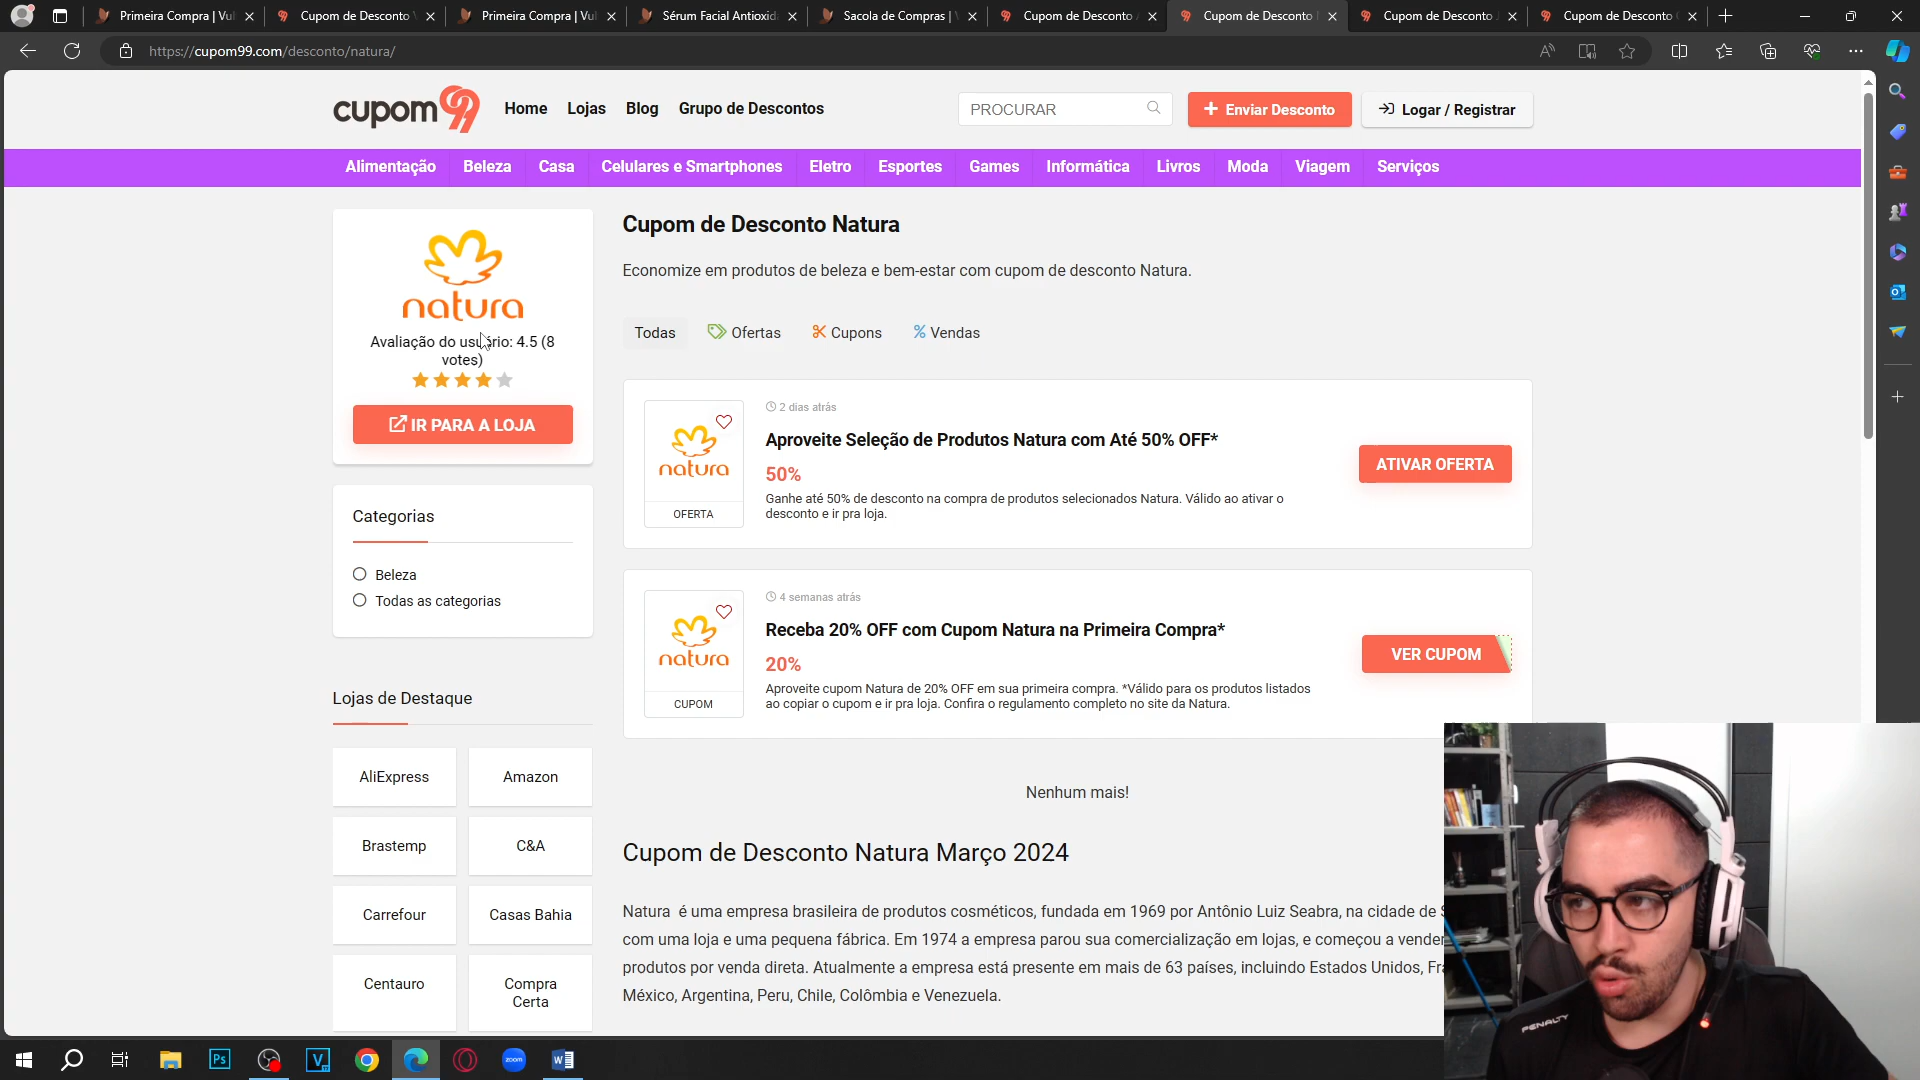 Primeira Compra | Vul
Cupom de Desconto V
Primeira Compra | Vul
Sérum Facial Antioxid
Sacola de Compras | V
Cupom de Desconto
Cupom de Desconto
Cupom de Desconto
Cupom de Desconto
https://cupom99.com/desconto/natura/
cupom99
Home
Lojas
Blog
Grupo de Descontos
PROCURAR
+ Enviar Desconto
Logar / Registrar
Alimentação
Beleza
Casa
Celulares e Smartphones
Eletro
Esportes
Games
Informática
Livros
Moda
Viagem
Serviços
natura
Avaliação do usuário: 4.5 (8
votes)
IR PARA A LOJA
Categorias
Beleza
Todas as categorias
Lojas de Destaque
AliExpress
Amazon
Brastemp
C&A
Carrefour
Casas Bahia
Centauro
Compra
Certa
Cupom de Desconto Natura
Economize em produtos de beleza e bem-estar com cupom de desconto Natura.
Todas
Ofertas
Cupons
Vendas
natura
OFERTA
2 dias atrás
Aproveite Seleção de Produtos Natura com Até 50% OFF*
50%
Ganhe até 50% de desconto na compra de produtos selecionados Natura. Válido ao ativar o
desconto e ir pra loja.
ATIVAR OFERTA
natura
CUPOM
4 semanas atrás
Receba 20% OFF com Cupom Natura na Primeira Compra*
20%
Aproveite cupom Natura de 20% OFF em sua primeira compra. *Válido para os produtos listados
ao copiar o cupom e ir pra loja. Confira o regulamento completo no site da Natura.
VER CUPOM
Nenhum mais!
Cupom de Desconto Natura Março 2024
Natura é uma empresa brasileira de produtos cosméticos, fundada em 1969 por Antônio Luiz Seabra, na cidade de
com uma loja e uma pequena fábrica. Em 1974 a empresa parou sua comercialização em lojas, e começou a vender
produtos por venda direta. Atualmente a empresa está presente em mais de 63 países, incluindo Estados Unidos, Fra
México, Argentina, Peru, Chile, Colômbia e Venezuela.
PENALTY
Ps
V
zoom
W